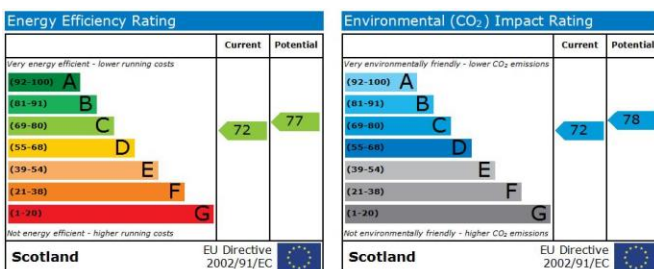 Energy Efficiency Rating
Current Potential
Very energy efficient - lower running costs
(92-100) A
(81-91) B
(69-80) C
72
77
(55-68) D
(39-54) E
(21-38) F
(1-20) G
Not energy efficient - higher running costs
Scotland
EU Directive
2002/91/EC
Environmental (CO₂) Impact Rating
Current Potential
Very environmentally friendly - lower CO₂ emissions
(92-100) A
(81-91) B
(69-80) C
72
78
(55-68) D
(39-54) E
(21-38) F
(1-20) G
Not environmentally friendly - higher CO₂ emissions
Scotland
EU Directive
2002/91/EC